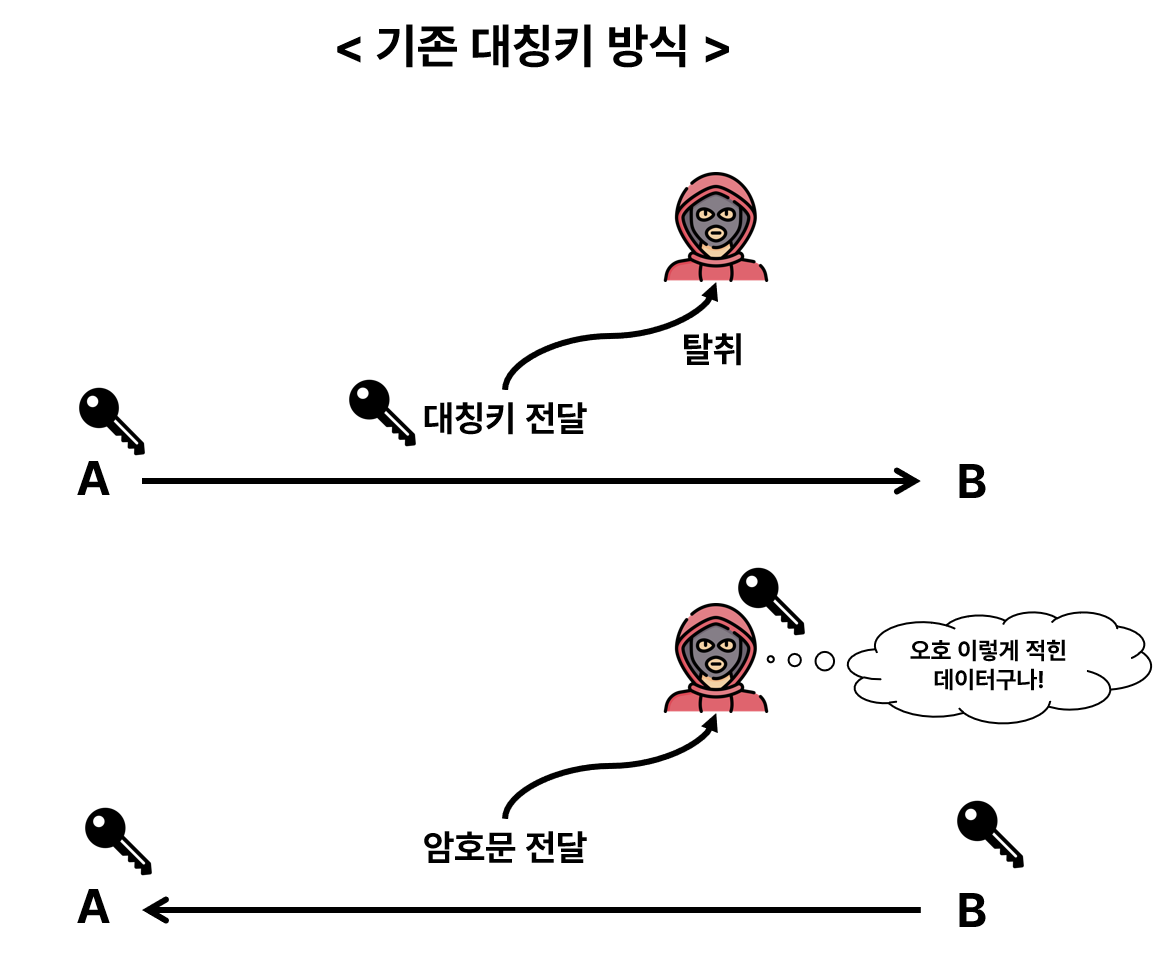 < 기존 대칭키 방식 >
탈취
대칭키 전달
A
B
오호 이렇게 적힌
데이터구나!
암호문 전달
A
B